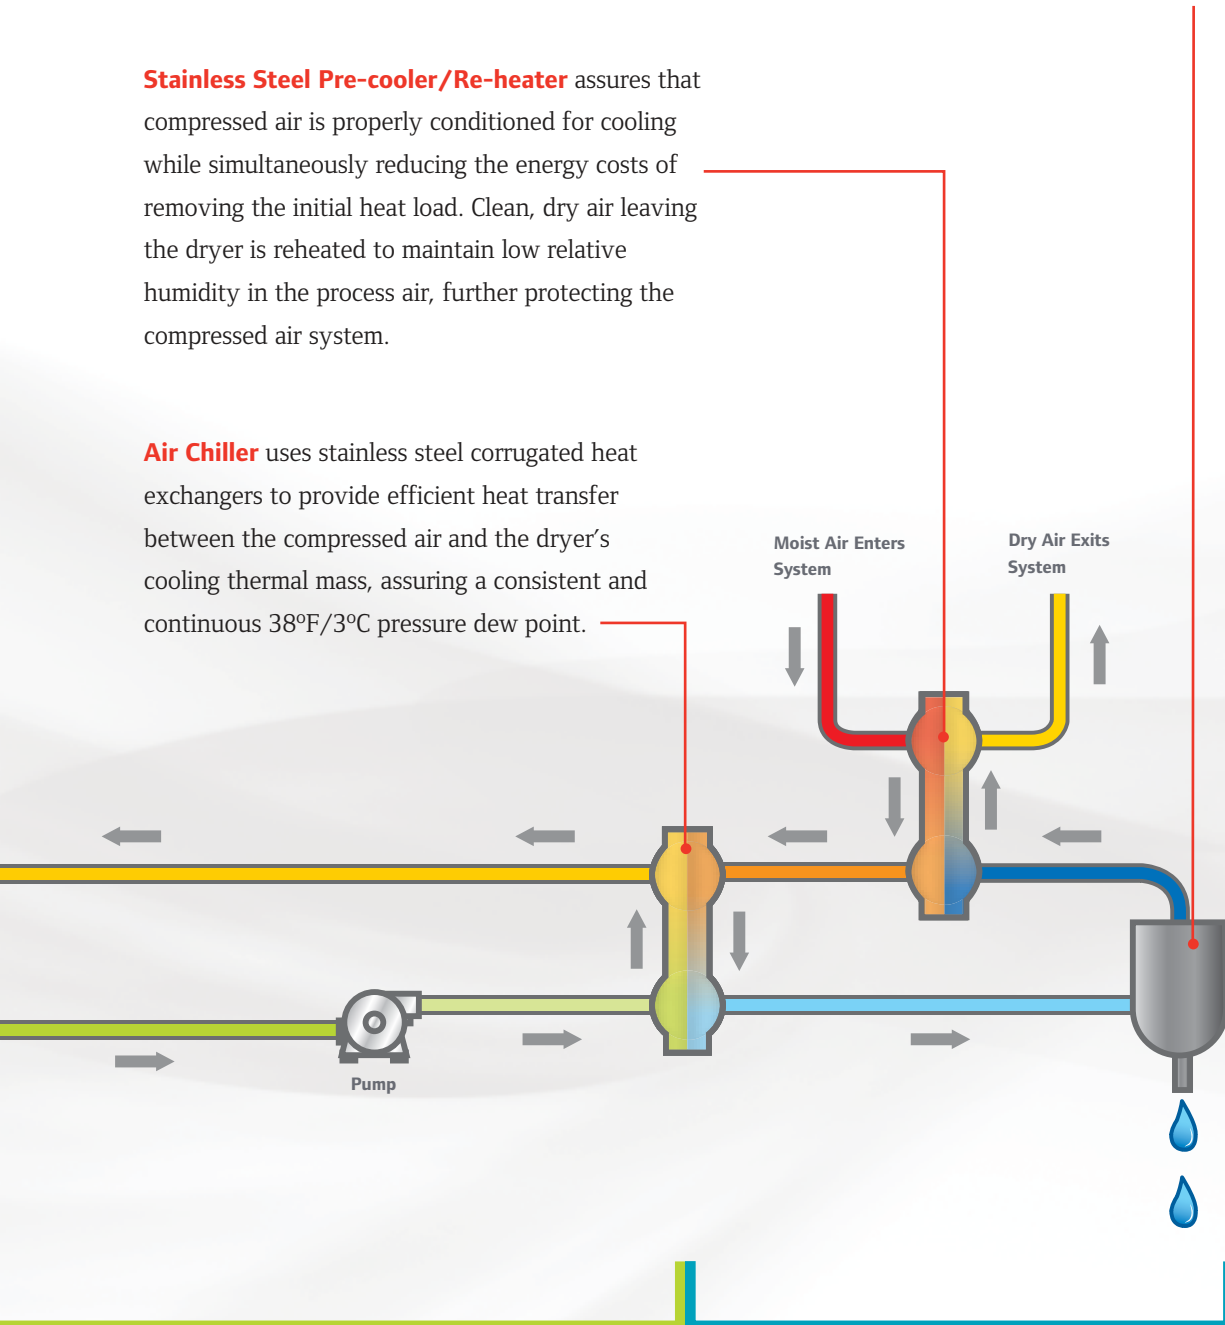 Stainless Steel Pre-cooler/Re-heater assures that
compressed air is properly conditioned for cooling
while simultaneously reducing the energy costs of
removing the initial heat load. Clean, dry air leaving
the dryer is reheated to maintain low relative
humidity in the process air, further protecting the
compressed air system.
Air Chiller uses stainless steel corrugated heat
exchangers to provide efficient heat transfer
between the compressed air and the dryer’s
cooling thermal mass, assuring a consistent and
continuous 38ºF/3ºC pressure dew point.
Moist Air Enters
System
Dry Air Exits
System
Pump